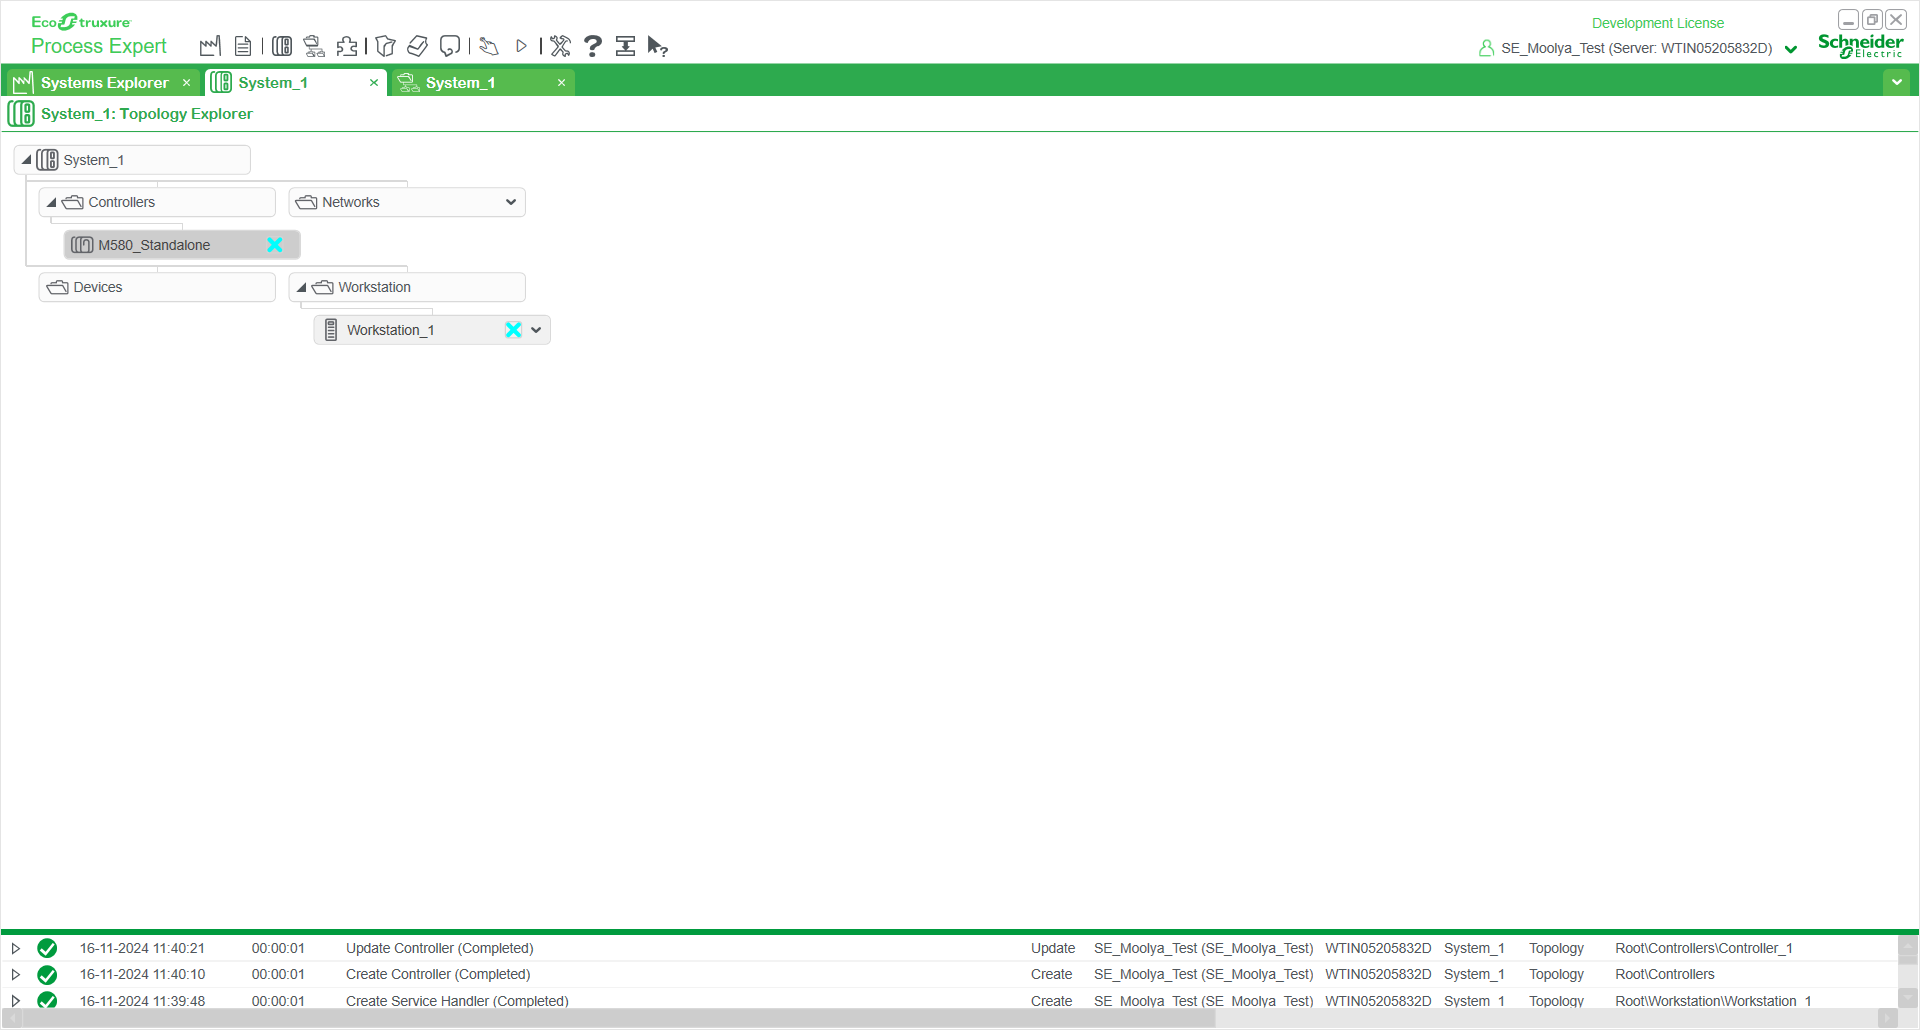 EcoStruxure
Process Expert
Development License
SE_Moolya_Test (Server: WTIN05205832D)
Schneider
Electric
Systems Explorer
System_1
System_1
System_1: Topology Explorer
System_1
Controllers
Networks
M580_Standalone
Devices
Workstation
Workstation_1
16-11-2024 11:40:21 00:00:01 Update Controller (Completed) Update SE_Moolya_Test (SE_Moolya_Test) WTIN05205832D System_1 Topology Root\Controllers\Controller_1
16-11-2024 11:40:10 00:00:01 Create Controller (Completed) Create SE_Moolya_Test (SE_Moolya_Test) WTIN05205832D System_1 Topology Root\Controllers
16-11-2024 11:39:48 00:00:01 Create Service Handler (Completed) Create SE_Moolya_Test (SE_Moolya_Test) WTIN05205832D System_1 Topology Root\Workstation\Workstation_1